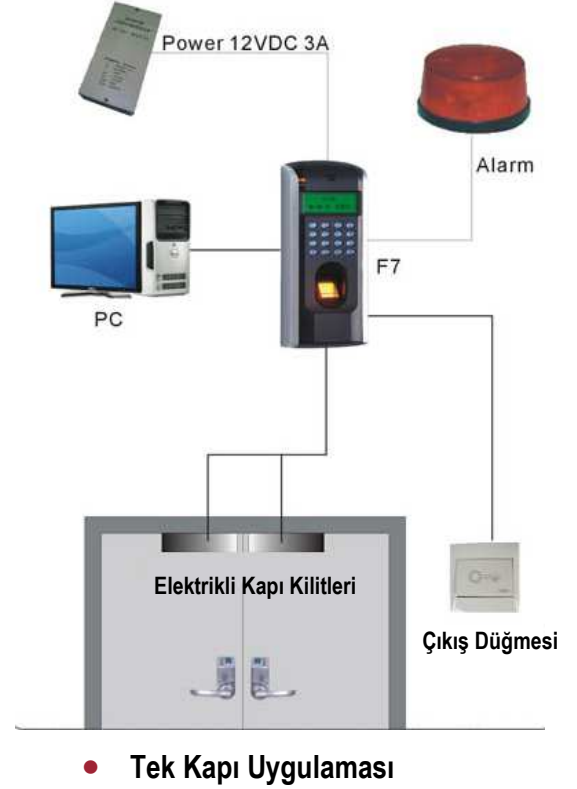 Power 12VDC 3A
Alarm
F7
PC
Elektrikli Kapı Kilitleri
Çıkış Düğmesi
Tek Kapı Uygulaması